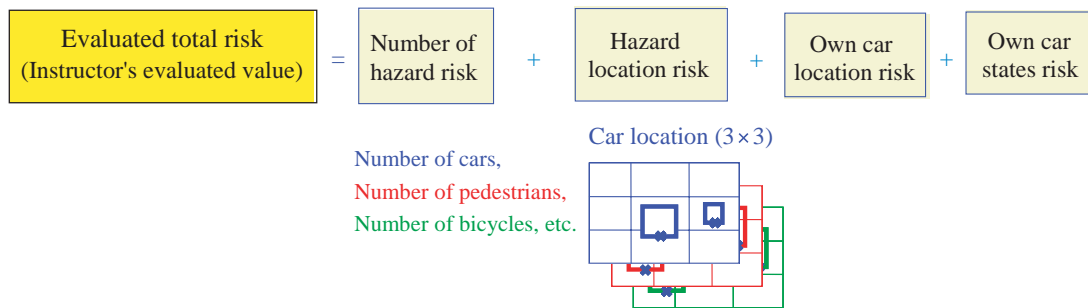 Evaluated total risk
(Instructor's evaluated value)
=
Number of
hazard risk
+
Hazard
location risk
+
Own car
location risk
+
Own car
states risk
Number of cars,
Number of pedestrians,
Number of bicycles, etc.
Car location (3 × 3)